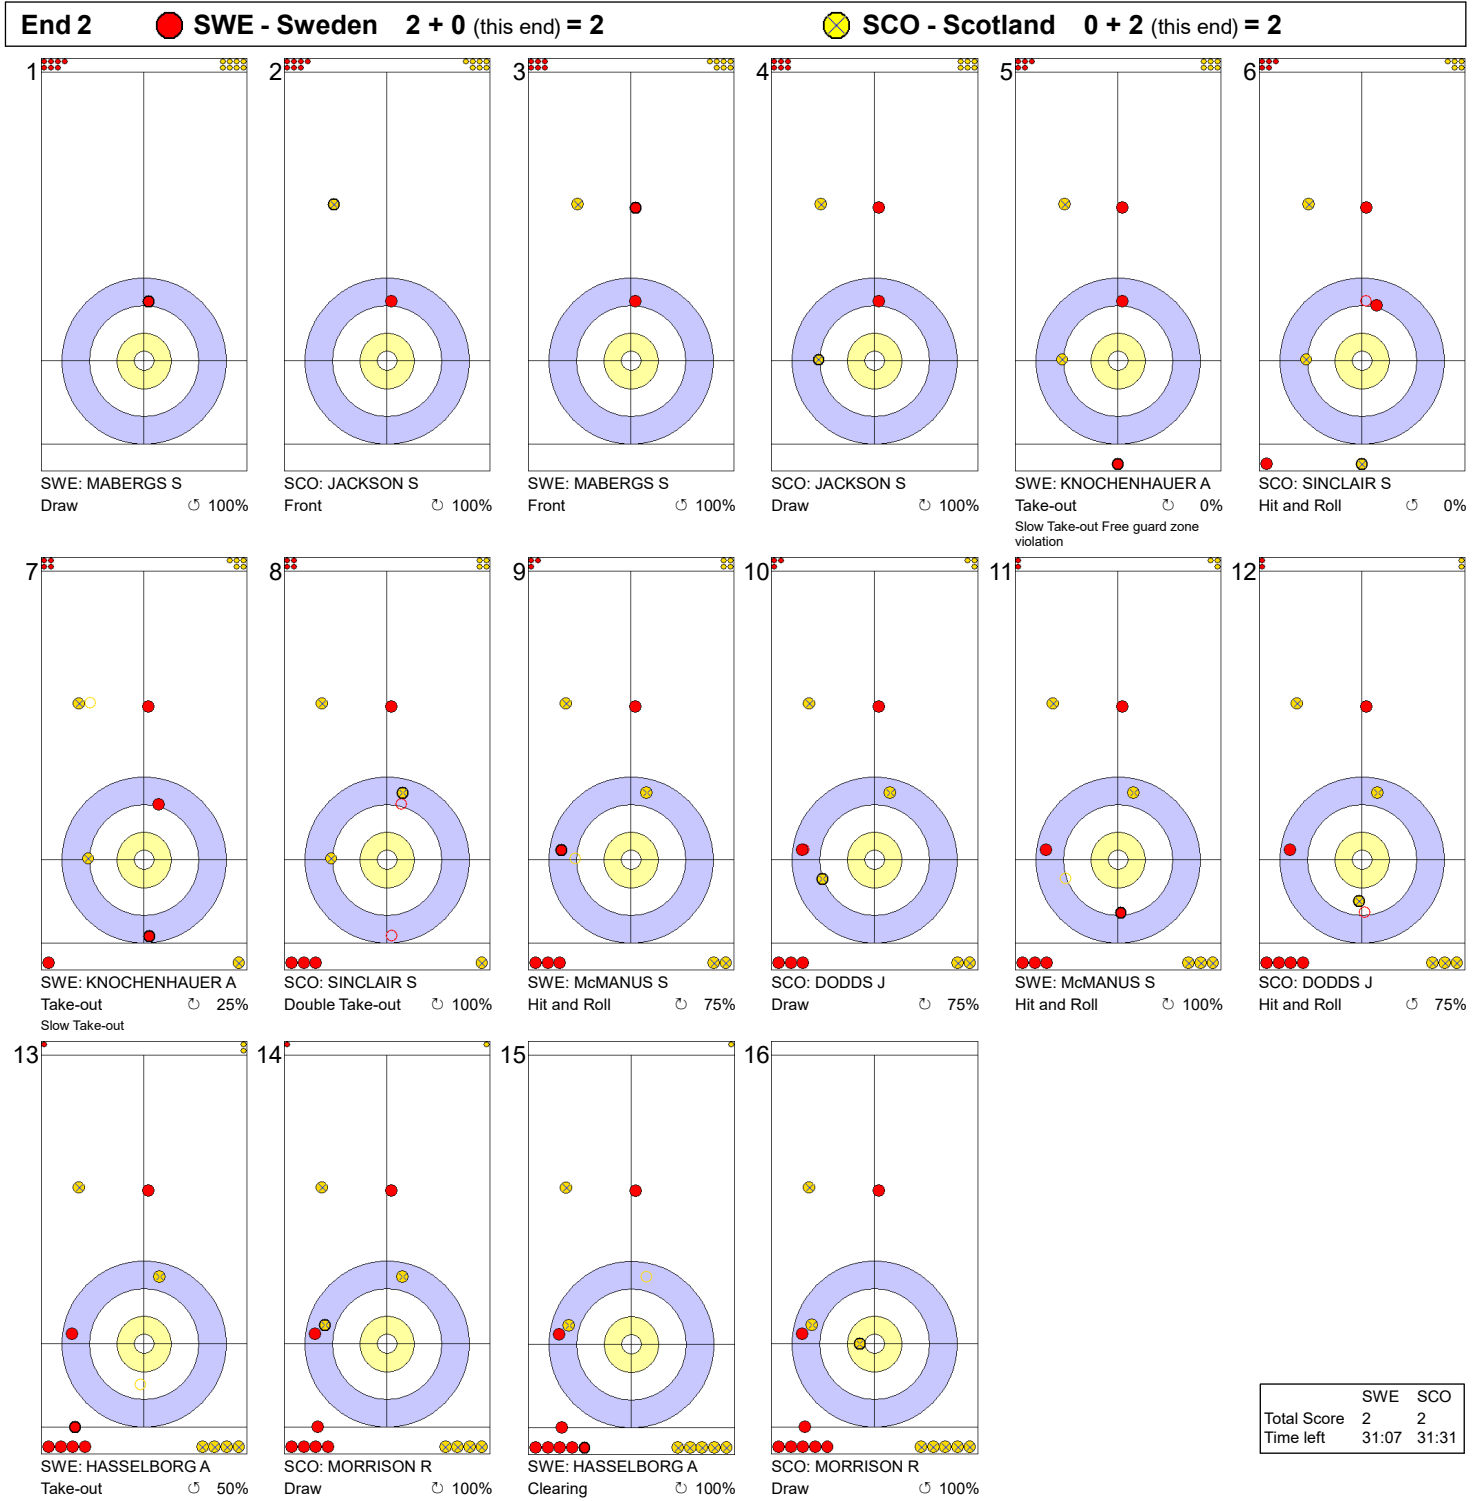 End 2 SWE - Sweden 2 + 0 (this end) = 2 SCO - Scotland 0 + 2 (this end) = 2
1 2 3 4 5 6
SWE: MABERGS S
Draw ↺ 100%
SCO: JACKSON S
Front ↻ 100%
SWE: MABERGS S
Front ↺ 100%
SCO: JACKSON S
Draw ↻ 100%
SWE: KNOCHENHAUER A
Take-out ↻ 0%
Slow Take-out Free guard zone
violation
SCO: SINCLAIR S
Hit and Roll ↺ 0%
7 8 9 10 11 12
SWE: KNOCHENHAUER A
Take-out ↻ 25%
Slow Take-out
SCO: SINCLAIR S
Double Take-out ↻ 100%
SWE: McMANUS S
Hit and Roll ↻ 75%
SCO: DODDS J
Draw ↻ 75%
SWE: McMANUS S
Hit and Roll ↻ 100%
SCO: DODDS J
Hit and Roll ↺ 75%
13 14 15 16
SWE: HASSELBORG A
Take-out ↺ 50%
SCO: MORRISON R
Draw ↻ 100%
SWE: HASSELBORG A
Clearing ↻ 100%
SCO: MORRISON R
Draw ↻ 100%
SWE SCO
Total Score 2 2
Time left 31:07 31:31